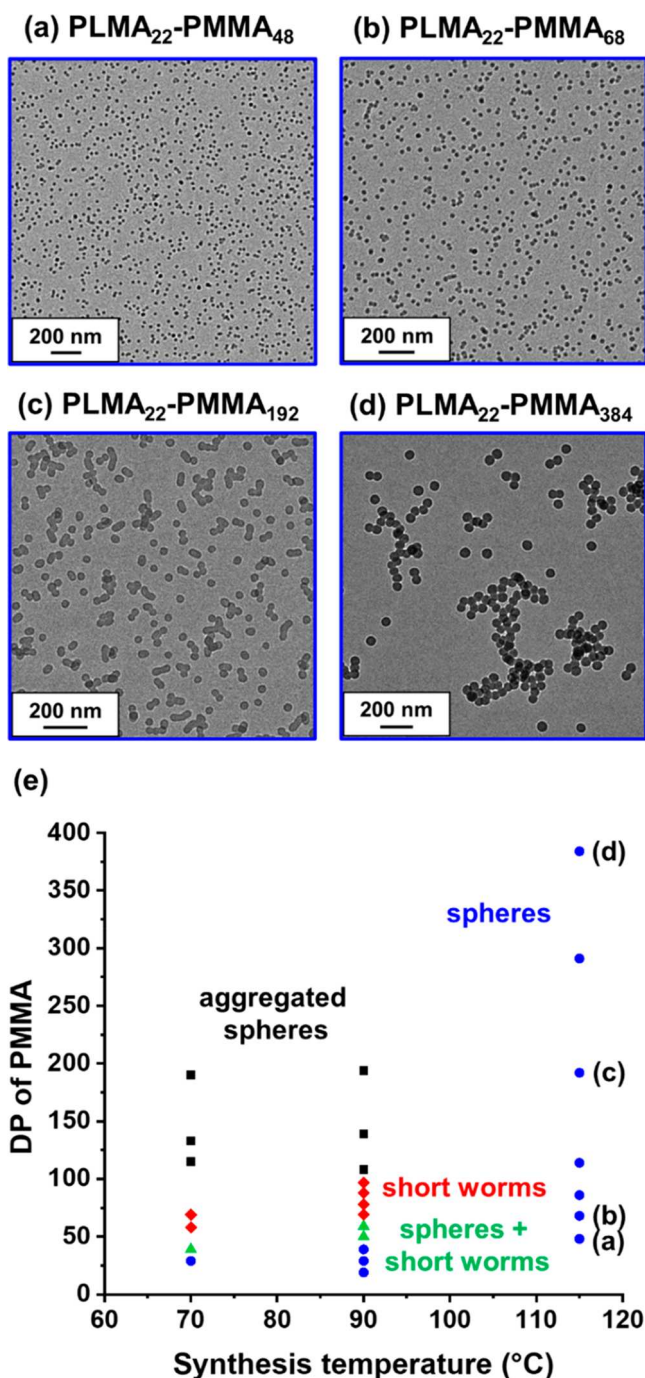 (a) PLMA₂₂-PMMA₄₈
(b) PLMA₂₂-PMMA₆₈
200 nm
200 nm
(c) PLMA₂₂-PMMA₁₉₂
(d) PLMA₂₂-PMMA₃₈₄
200 nm
200 nm
(e)
400
350
300
250
200
150
100
50
0
DP of PMMA
60
70
80
90
100
110
120
Synthesis temperature (°C)
(d)
spheres
aggregated
spheres
(c)
short worms
(b)
spheres +
short worms
(a)